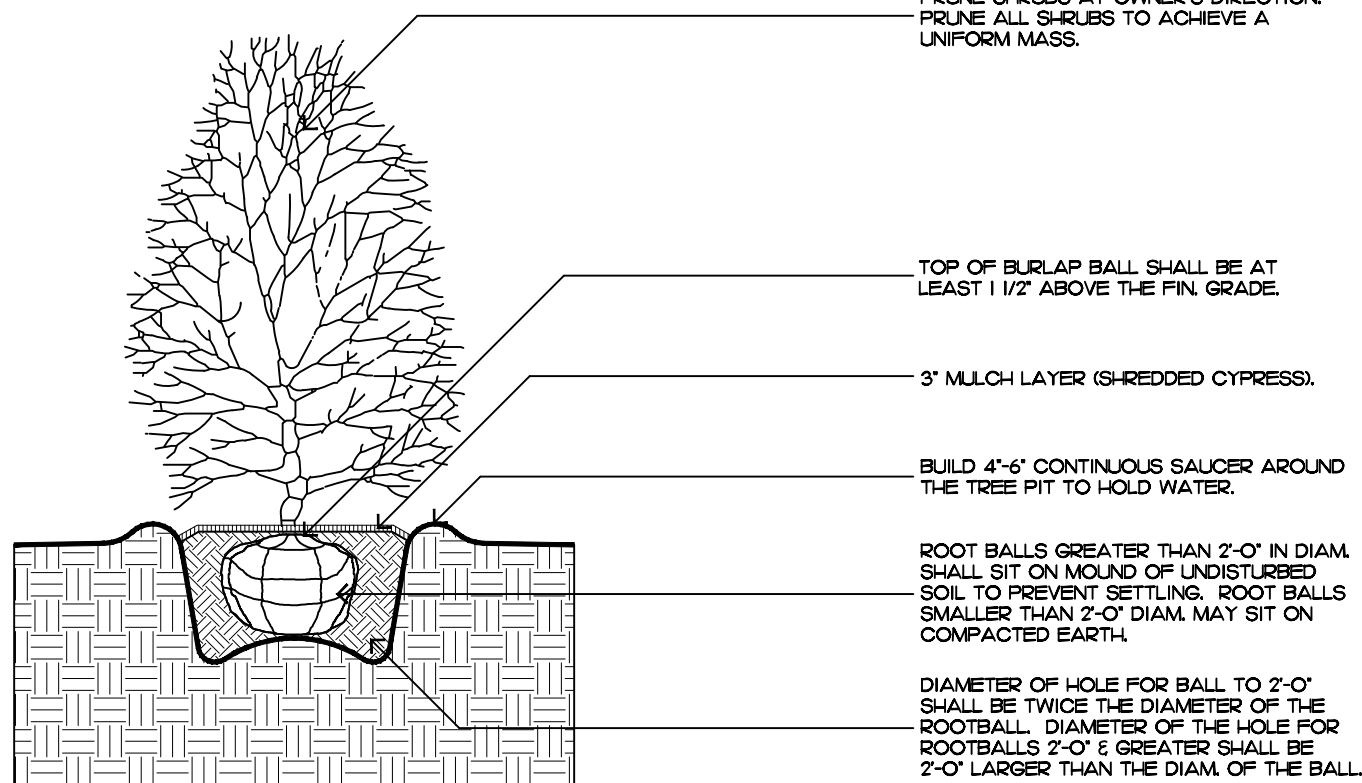 PRUNE SHRUBS AT OWNER'S DIRECTION.
PRUNE ALL SHRUBS TO ACHIEVE A
UNIFORM MASS.
TOP OF BURLAP BALL SHALL BE AT
LEAST 1 1/2" ABOVE THE FIN. GRADE.
3" MULCH LAYER (SHREDDED CYPRESS).
BUILD 4"-6" CONTINUOUS SAUCER AROUND
THE TREE PIT TO HOLD WATER.
ROOT BALLS GREATER THAN 2'-0" IN DIAM.
SHALL SIT ON MOUND OF UNDISTURBED
SOIL TO PREVENT SETTLING. ROOT BALLS
SMALLER THAN 2'-0" DIAM. MAY SIT ON
COMPACTED EARTH.
DIAMETER OF HOLE FOR BALL TO 2'-0"
SHALL BE TWICE THE DIAMETER OF THE
ROOTBALL. DIAMETER OF THE HOLE FOR
ROOTBALLS 2'-0" & GREATER SHALL BE
2'-0" LARGER THAN THE DIAM. OF THE BALL.